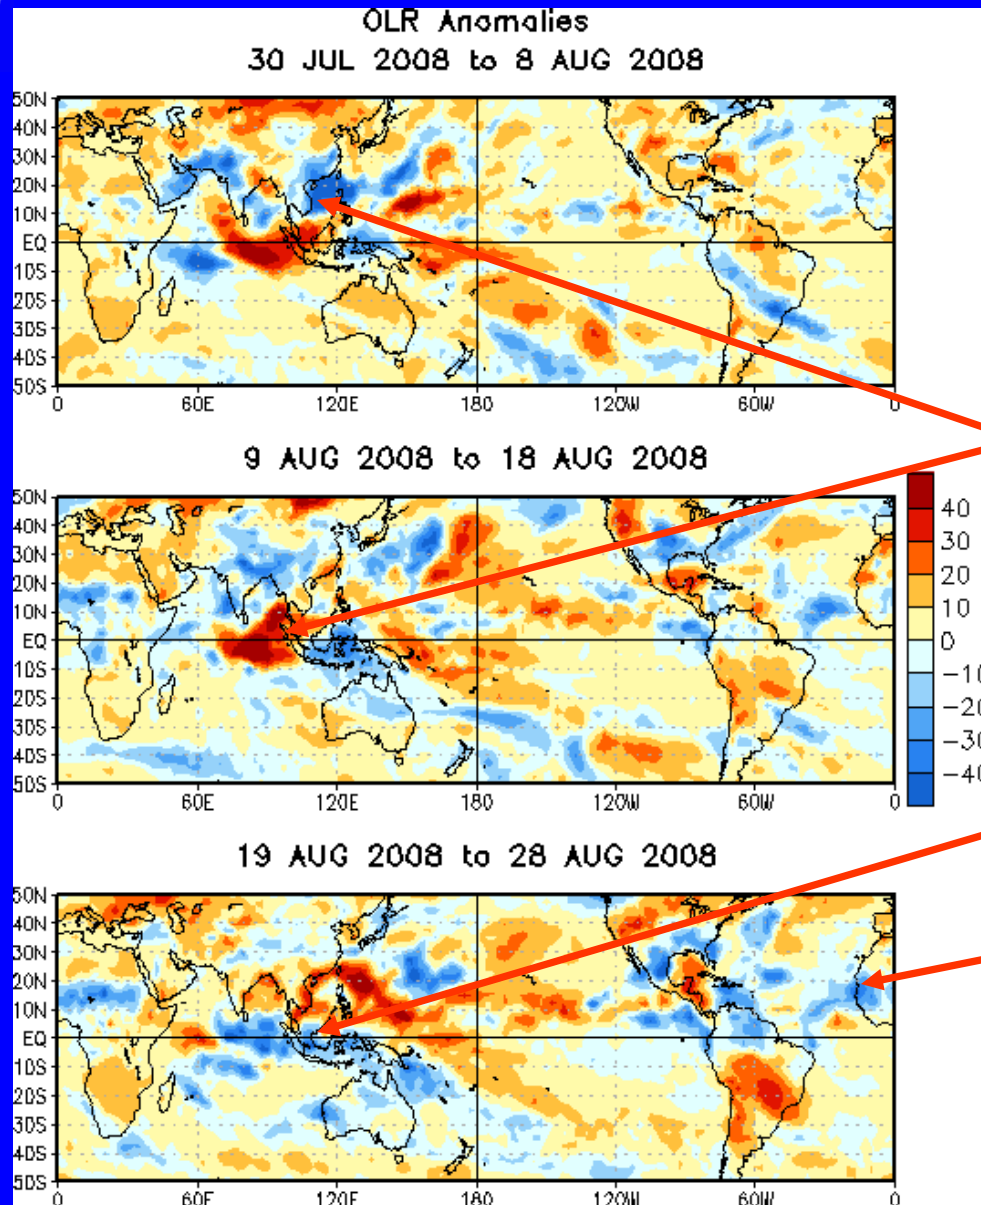 OLR Anomalies
30 JUL 2008 to 8 AUG 2008
50N
40N
30N
20N
10N
EQ
10S
20S
30S
40S
50S
0 60E 120E 180 120W 60W 0
9 AUG 2008 to 18 AUG 2008
50N
40N
30N
20N
10N
EQ
10S
20S
30S
40S
50S
0 60E 120E 180 120W 60W 0
40
30
20
10
0
-10
-20
-30
-40
19 AUG 2008 to 28 AUG 2008
50N
40N
30N
20N
10N
EQ
10S
20S
30S
40S
50S
0 60E 120E 180 120W 60W 0